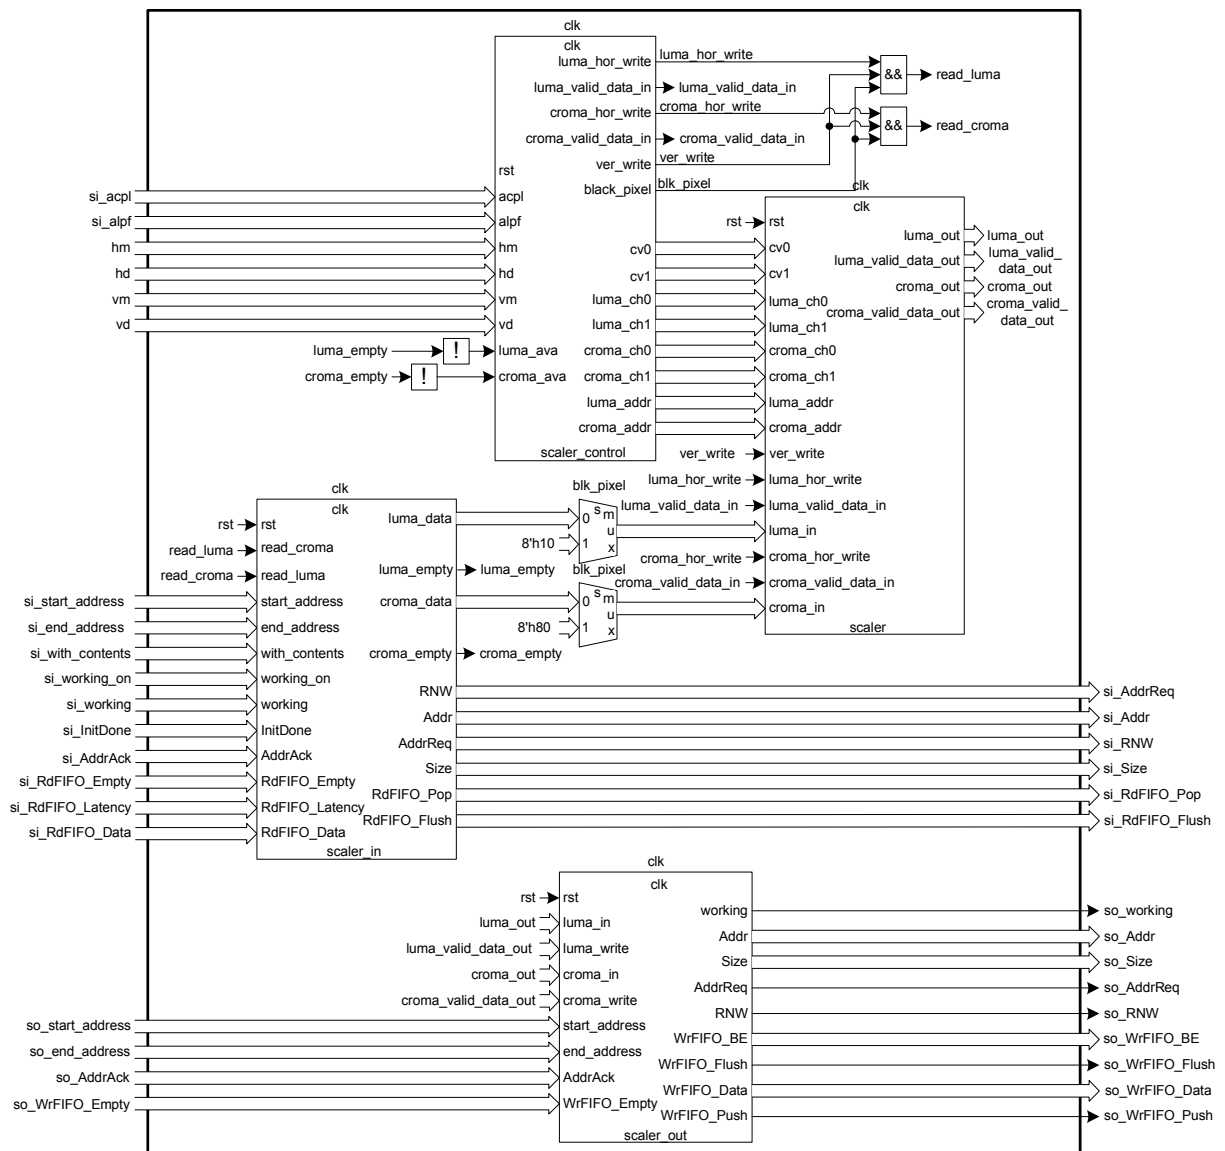 clk
clk
luma_hor_write luma_hor_write
luma_valid_data_in luma_valid_data_in
croma_hor_write croma_hor_write
croma_valid_data_in croma_valid_data_in
ver_write ver_write
black_pixel blk_pixel
&& read_luma
&& read_croma
rst
si_acpl acpl
si_alpf alpf
hm hm
hd hd
vm vm
vd vd
luma_empty ! luma_ava
croma_empty ! croma_ava
cv0
cv1
luma_ch0
luma_ch1
croma_ch0
croma_ch1
luma_addr
croma_addr
scaler_control
clk
clk
rst rst
cv0
cv1
luma_ch0
luma_ch1
croma_ch0
croma_ch1
luma_addr
croma_addr
ver_write ver_write
luma_hor_write luma_hor_write
luma_valid_data_in luma_valid_data_in
luma_in
croma_hor_write croma_hor_write
croma_valid_data_in croma_valid_data_in
croma_in
scaler
luma_out luma_out
luma_valid_data_out luma_valid_
data_out
croma_out croma_out
croma_valid_data_out croma_valid_
data_out
clk
clk
rst rst
read_luma read_croma
read_croma read_luma
si_start_address start_address
si_end_address end_address
si_with_contents with_contents
si_working_on working_on
si_working working
si_InitDone InitDone
si_AddrAck AddrAck
si_RdFIFO_Empty RdFIFO_Empty
si_RdFIFO_Latency RdFIFO_Latency
si_RdFIFO_Data RdFIFO_Data
scaler_in
luma_data
luma_empty luma_empty
croma_data
croma_empty croma_empty
blk_pixel
0 s m
u
8'h10 1 x
blk_pixel
0 s m
u
8'h80 1 x
RNW si_AddrReq
Addr si_Addr
AddrReq si_RNW
Size si_Size
RdFIFO_Pop si_RdFIFO_Pop
RdFIFO_Flush si_RdFIFO_Flush
clk
clk
rst rst
luma_out luma_in
luma_valid_data_out luma_write
croma_out croma_in
croma_valid_data_out croma_write
so_start_address start_address
so_end_address end_address
so_AddrAck AddrAck
so_WrFIFO_Empty WrFIFO_Empty
working so_working
Addr so_Addr
Size so_Size
AddrReq so_AddrReq
RNW so_RNW
WrFIFO_BE so_WrFIFO_BE
WrFIFO_Flush so_WrFIFO_Flush
WrFIFO_Data so_WrFIFO_Data
WrFIFO_Push so_WrFIFO_Push
scaler_out